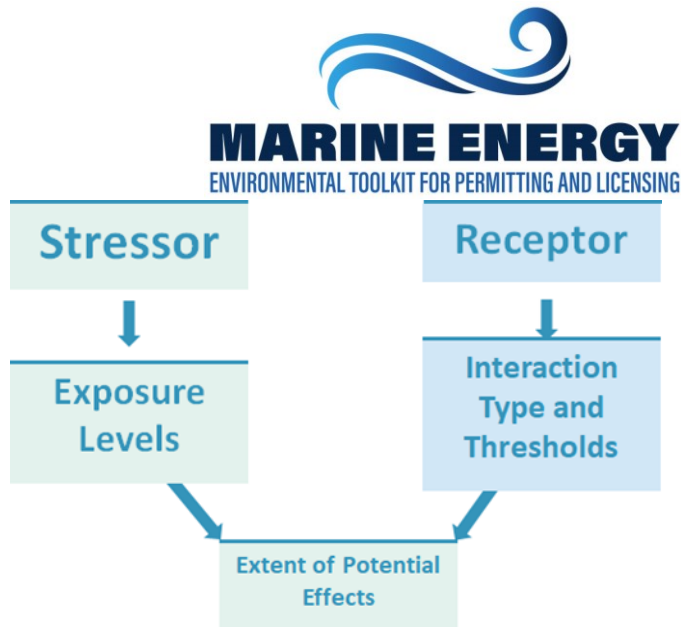 MARINE ENERGY
ENVIRONMENTAL TOOLKIT FOR PERMITTING AND LICENSING
Stressor
Receptor
Exposure
Levels
Interaction
Type and
Thresholds
Extent of Potential
Effects